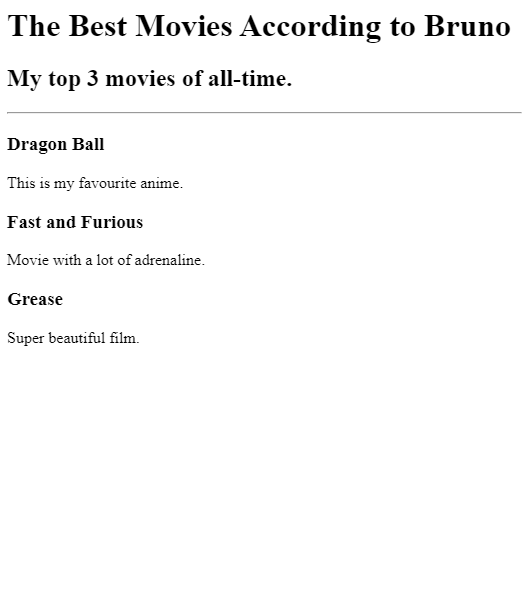 The Best Movies According to Bruno
My top 3 movies of all-time.
Dragon Ball
This is my favourite anime.
Fast and Furious
Movie with a lot of adrenaline.
Grease
Super beautiful film.